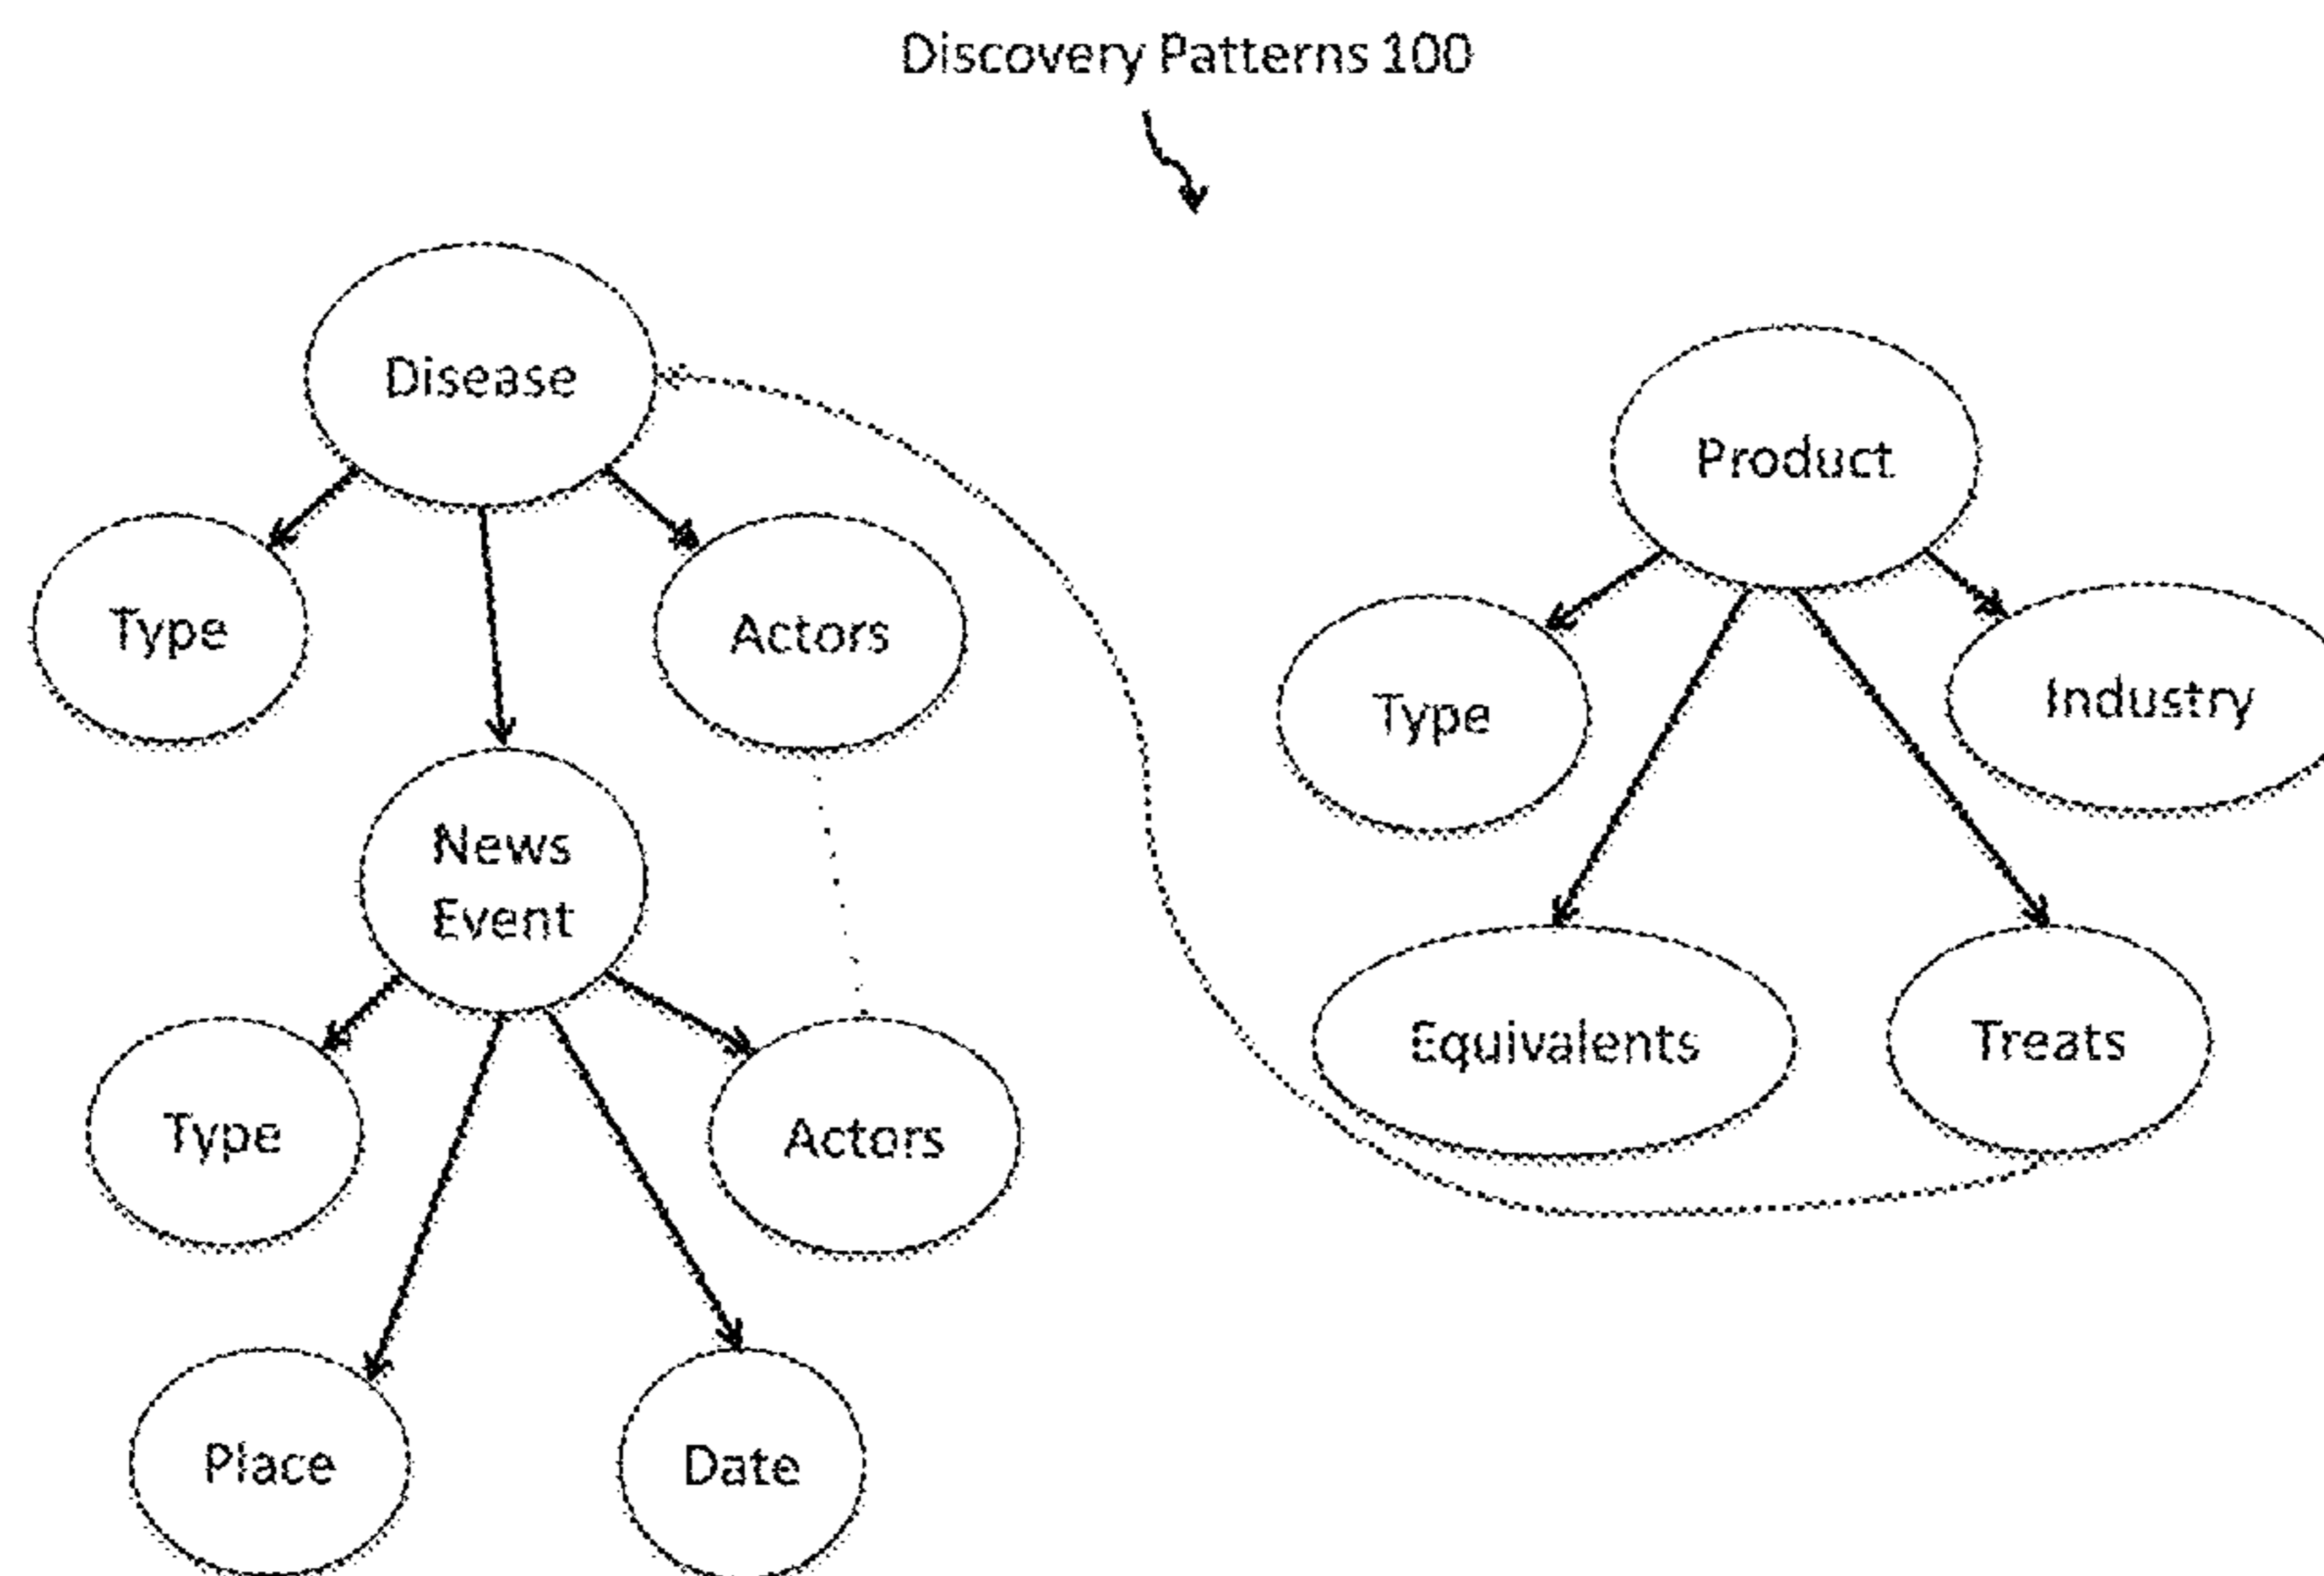 Discovery Patterns 100
Disease
Product
Type
Actors
Type
Industry
News
Event
Equivalents
Treats
Type
Actors
Place
Date